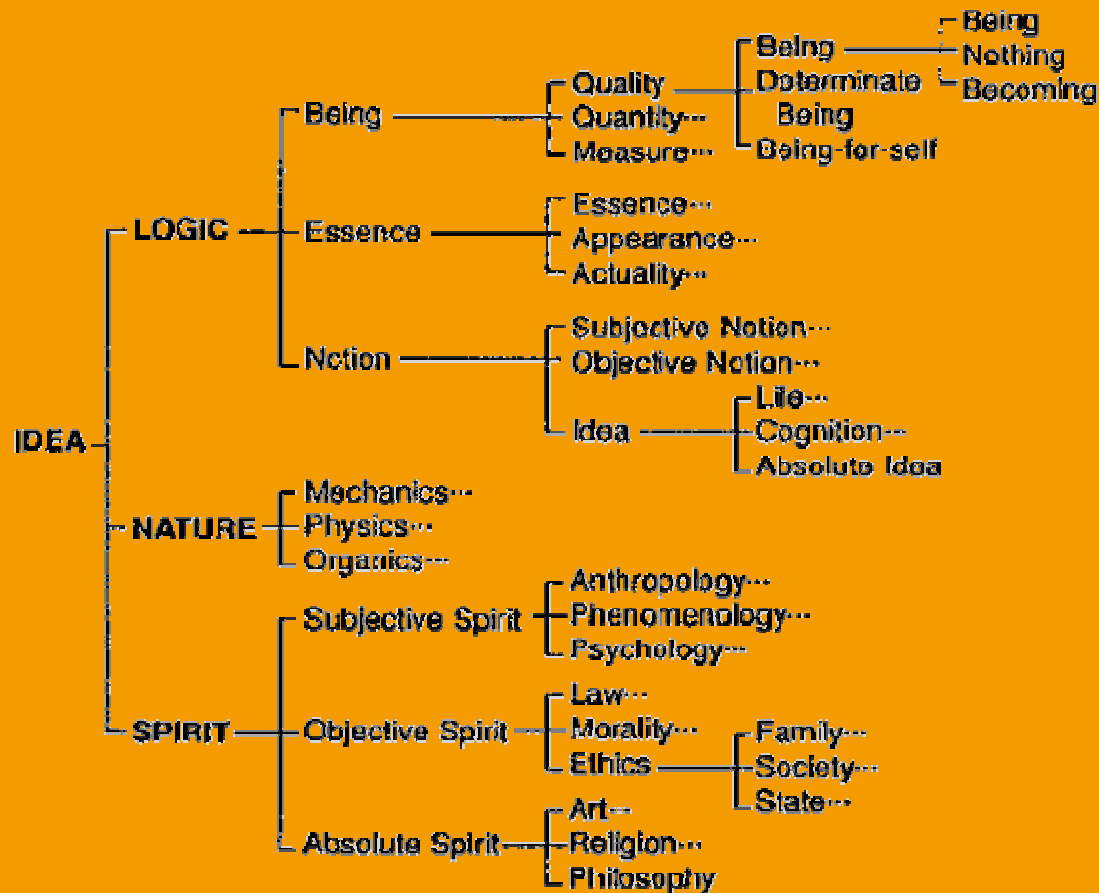 Being
Nothing
Becoming
Being
Determinate
Being
Being-for-self
Quality
Quantity···
Measure···
Being
Essence···
Appearance···
Actuality···
LOGIC
Essence
Subjective Notion···
Objective Notion···
Notion
Life···
Idea
Cognition···
Absolute Idea
IDEA
Mechanics···
NATURE
Physics···
Organics···
Anthropology···
Subjective Spirit
Phenomenology···
Psychology···
Law···
SPIRIT
Objective Spirit
Morality···
Ethics
Family···
Society···
State···
Art···
Absolute Spirit
Religion···
Philosophy